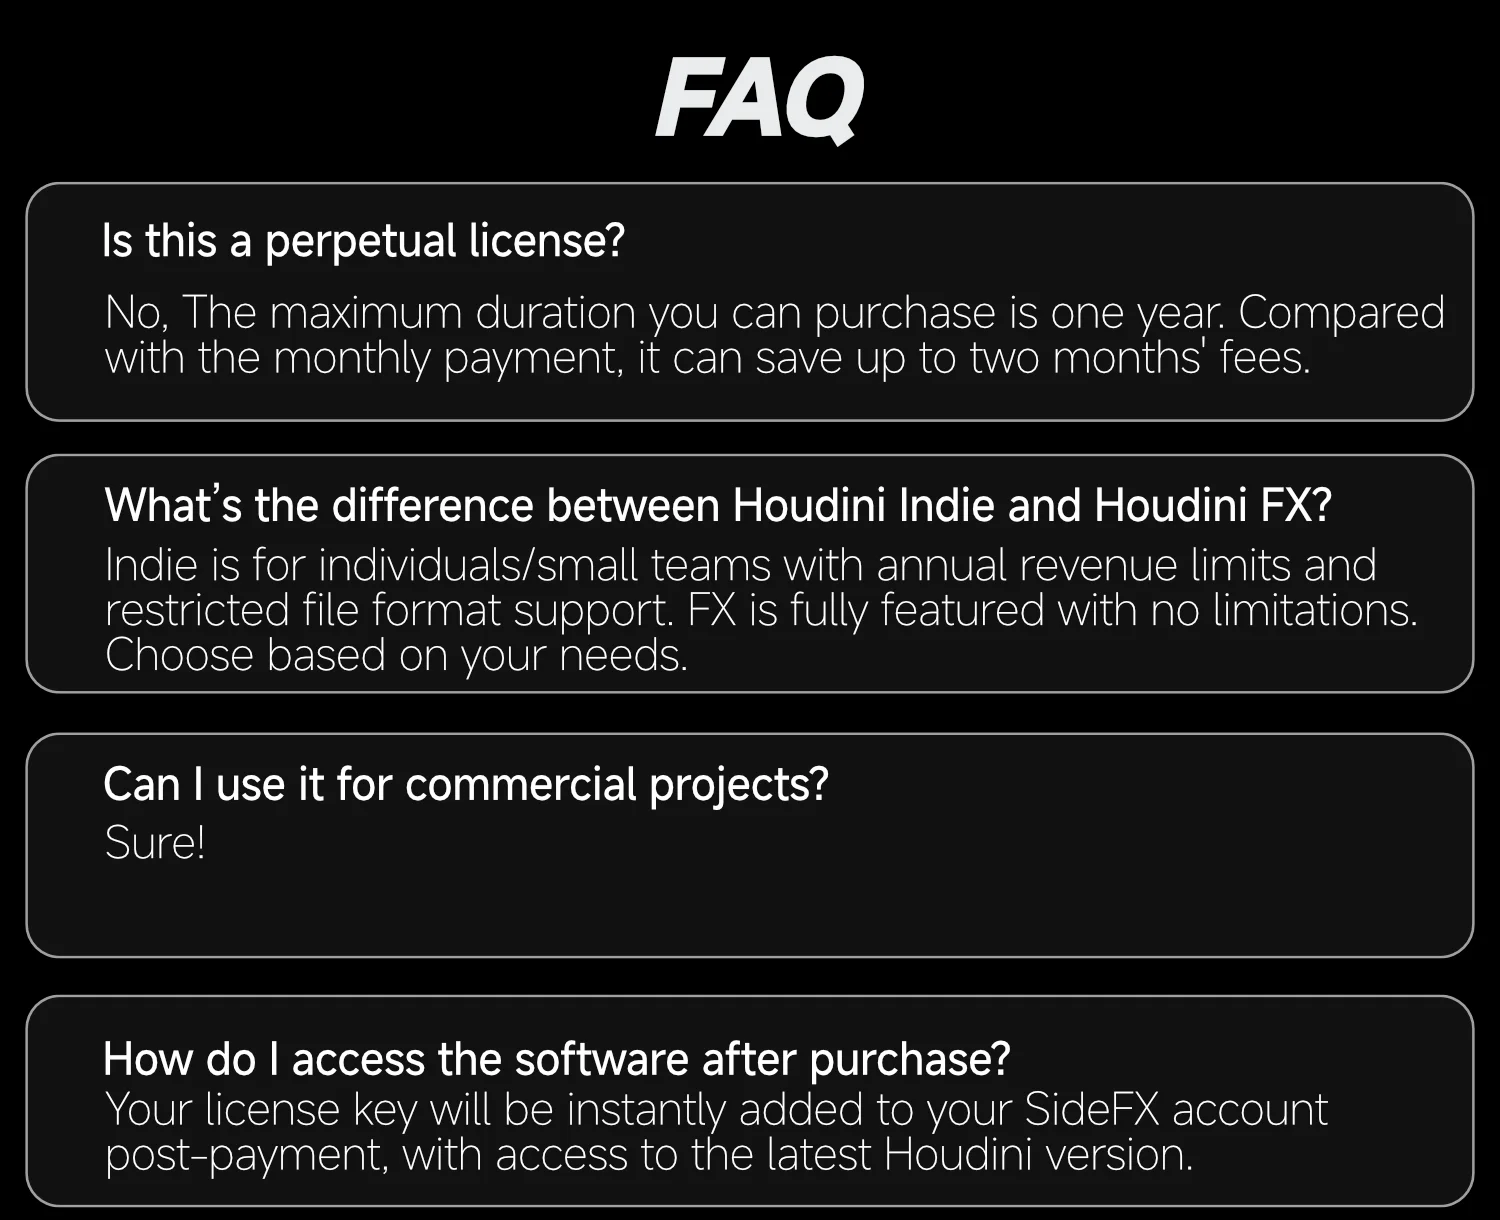 FAQ
Is this a perpetual license?
No, The maximum duration you can purchase is one year. Compared
with the monthly payment, it can save up to two months' fees.
What’s the difference between Houdini Indie and Houdini FX?
Indie is for individuals/small teams with annual revenue limits and
restricted file format support. FX is fully featured with no limitations.
Choose based on your needs.
Can I use it for commercial projects?
Sure!
How do I access the software after purchase?
Your license key will be instantly added to your SideFX account
post-payment, with access to the latest Houdini version.